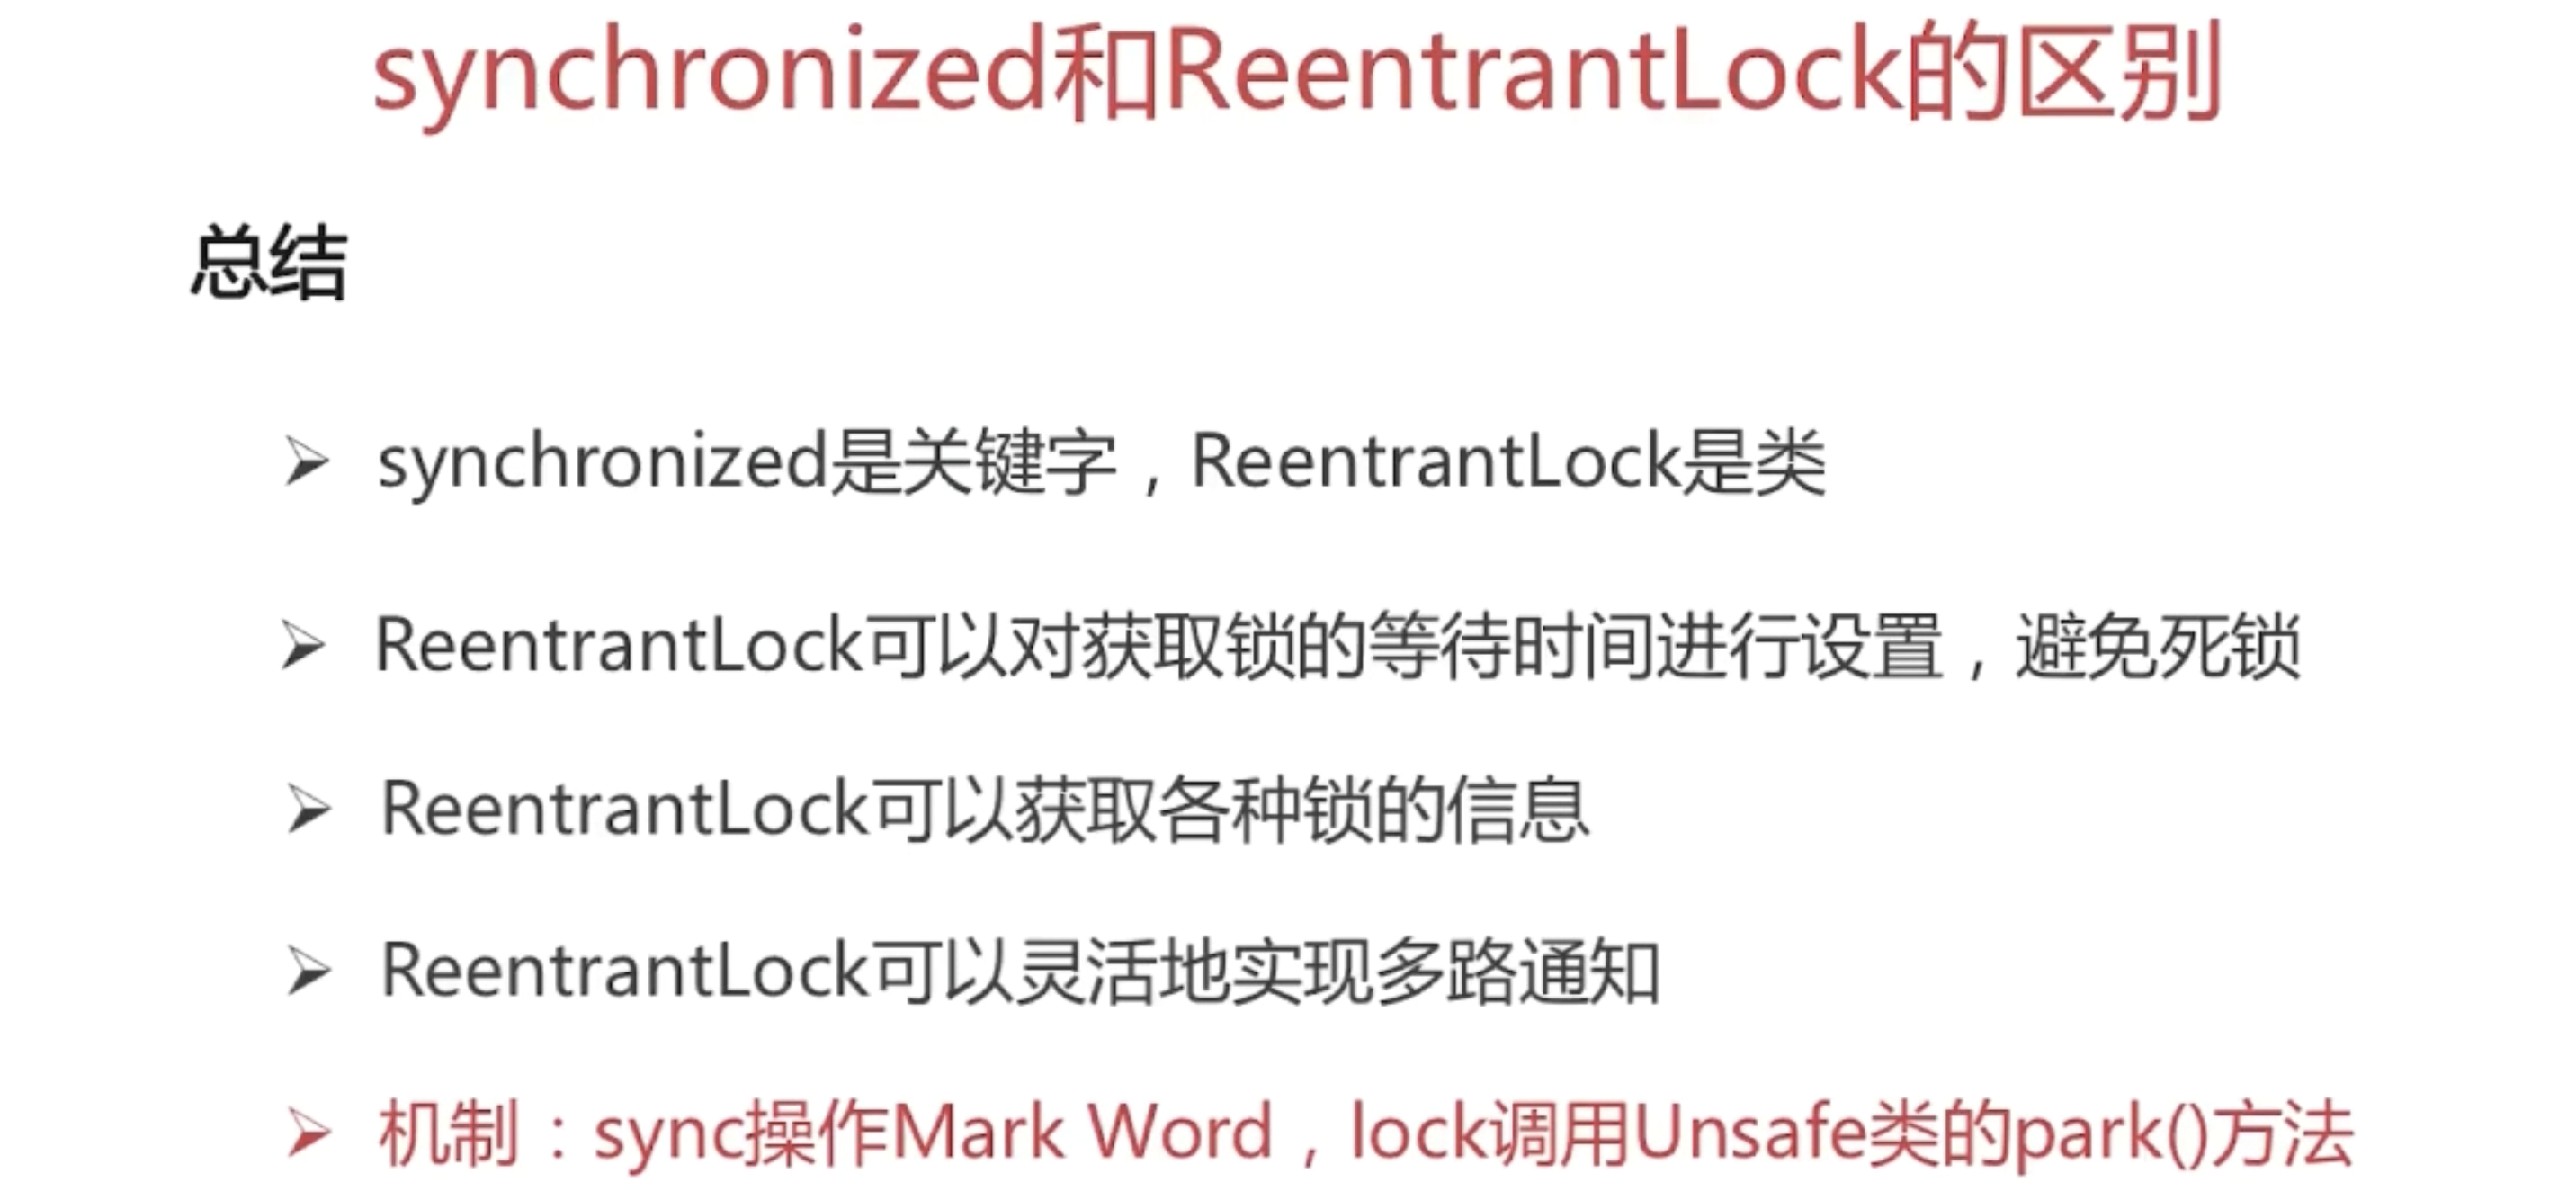 synchronized和ReentrantLock的区别
总结
synchronized是关键字，ReentrantLock是类
ReentrantLock可以对获取锁的等待时间进行设置，避免死锁
ReentrantLock可以获取各种锁的信息
ReentrantLock可以灵活地实现多路通知
机制：sync操作Mark Word，lock调用Unsafe类的park()方法